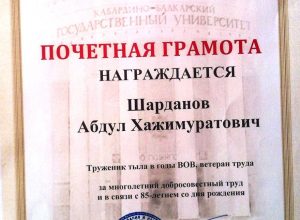 КАБАРДИНО-БАЛКАРСКИЙ
ГОСУДАРСТВЕННЫЙ УНИВЕРСИТЕТ
ПОЧЕТНАЯ ГРАМОТА
НАГРАЖДАЕТСЯ
Шарданов
Абдул Хажимуратович
Труженик тыла в годы ВОВ, ветеран труда
за многолетний добросовестный труд
и в связи с 85-летием со дня рождения